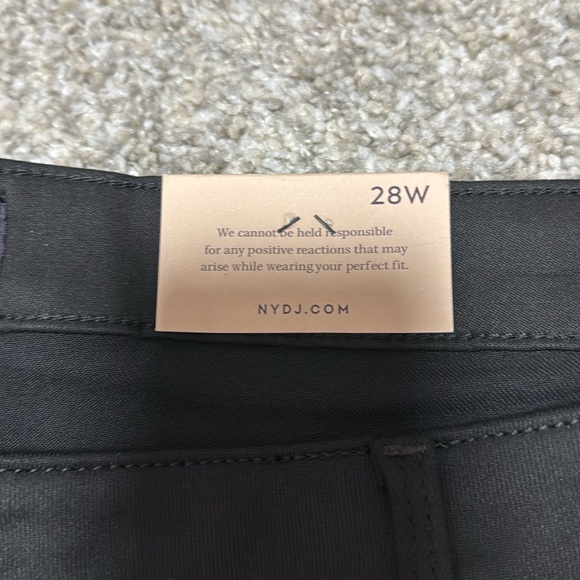 28W
We cannot be held responsible
for any positive reactions that may
arise while wearing your perfect fit.
NYDJ.COM